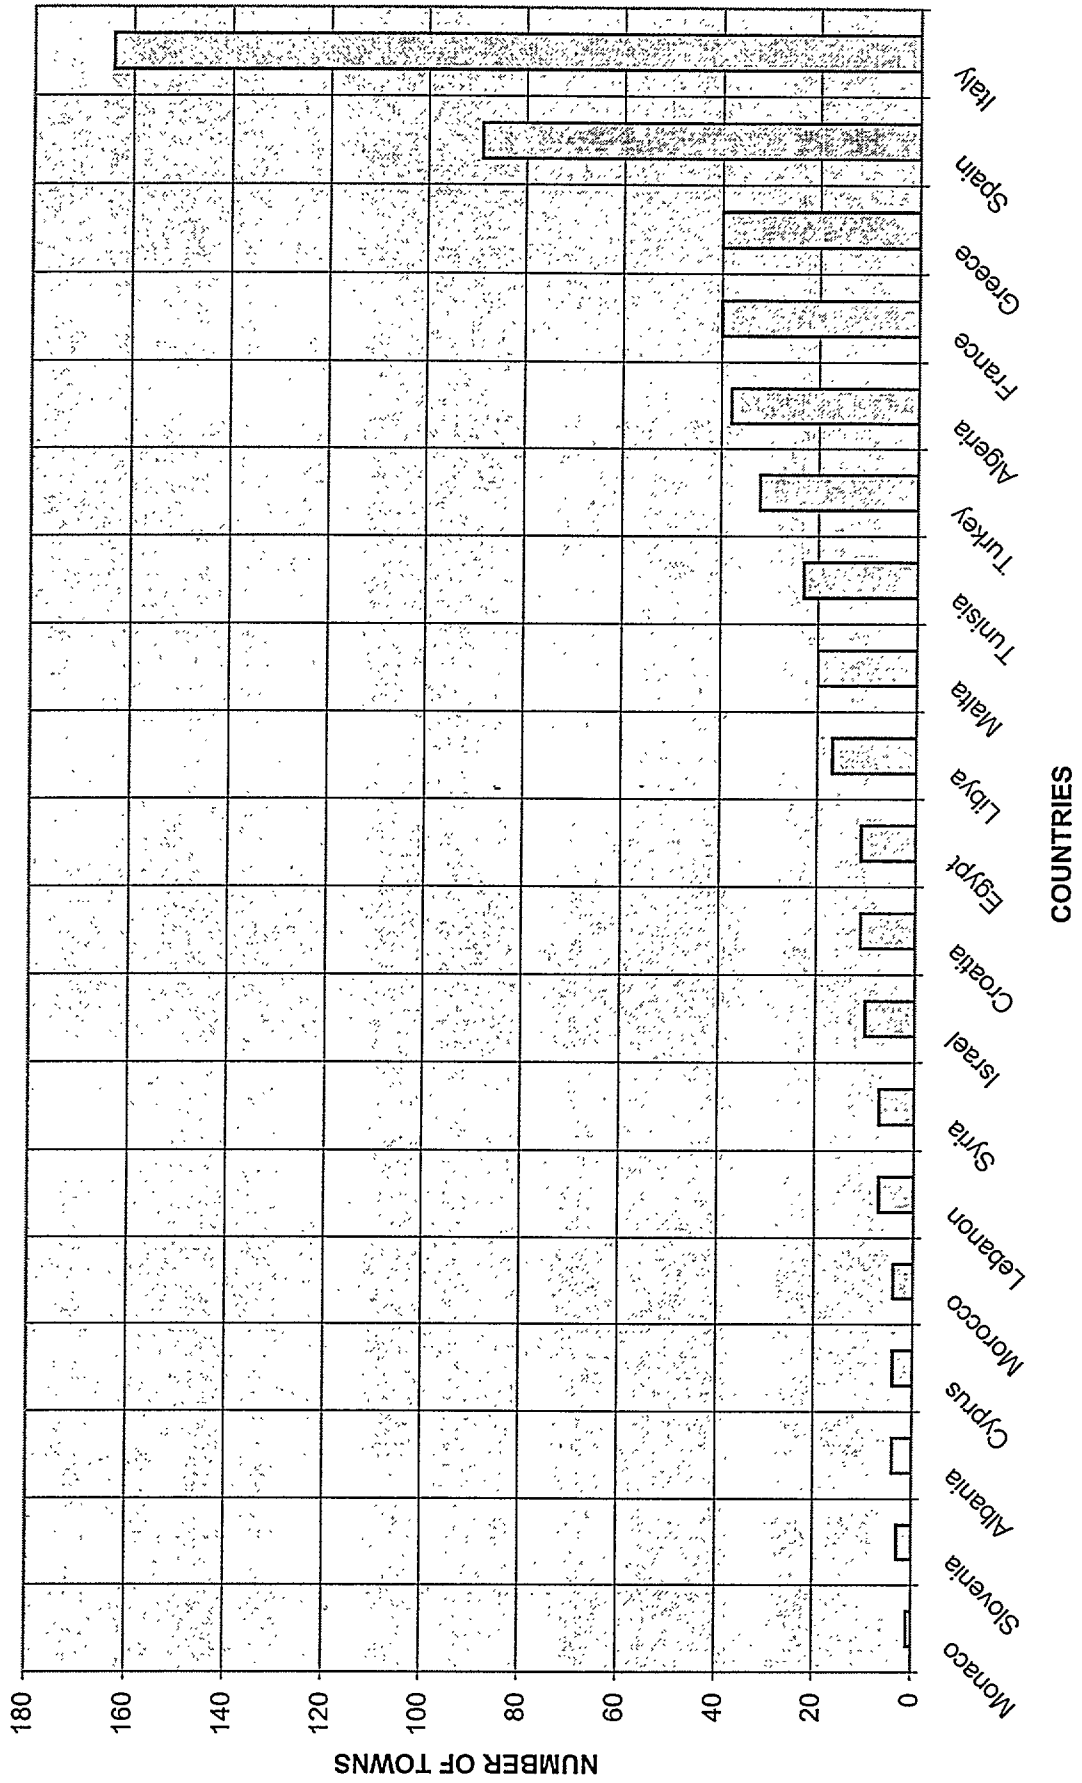 NUMBER OF TOWNS
180
160
140
120
100
80
60
40
20
0
Monaco
Slovenia
Albania
Cyprus
Morocco
Lebanon
Syria
Israel
Croatia
Egypt
Libya
Malta
Tunisia
Turkey
Algeria
France
Greece
Spain
Italy
COUNTRIES